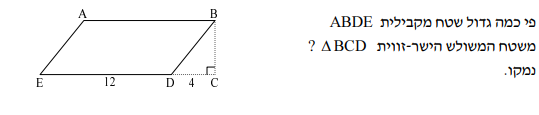 פי כמה גדול שטח מקבילית ABDE
משטח המשולש הישר-זווית ΔBCD ?
נמקו.
A B
E 12 D 4 C